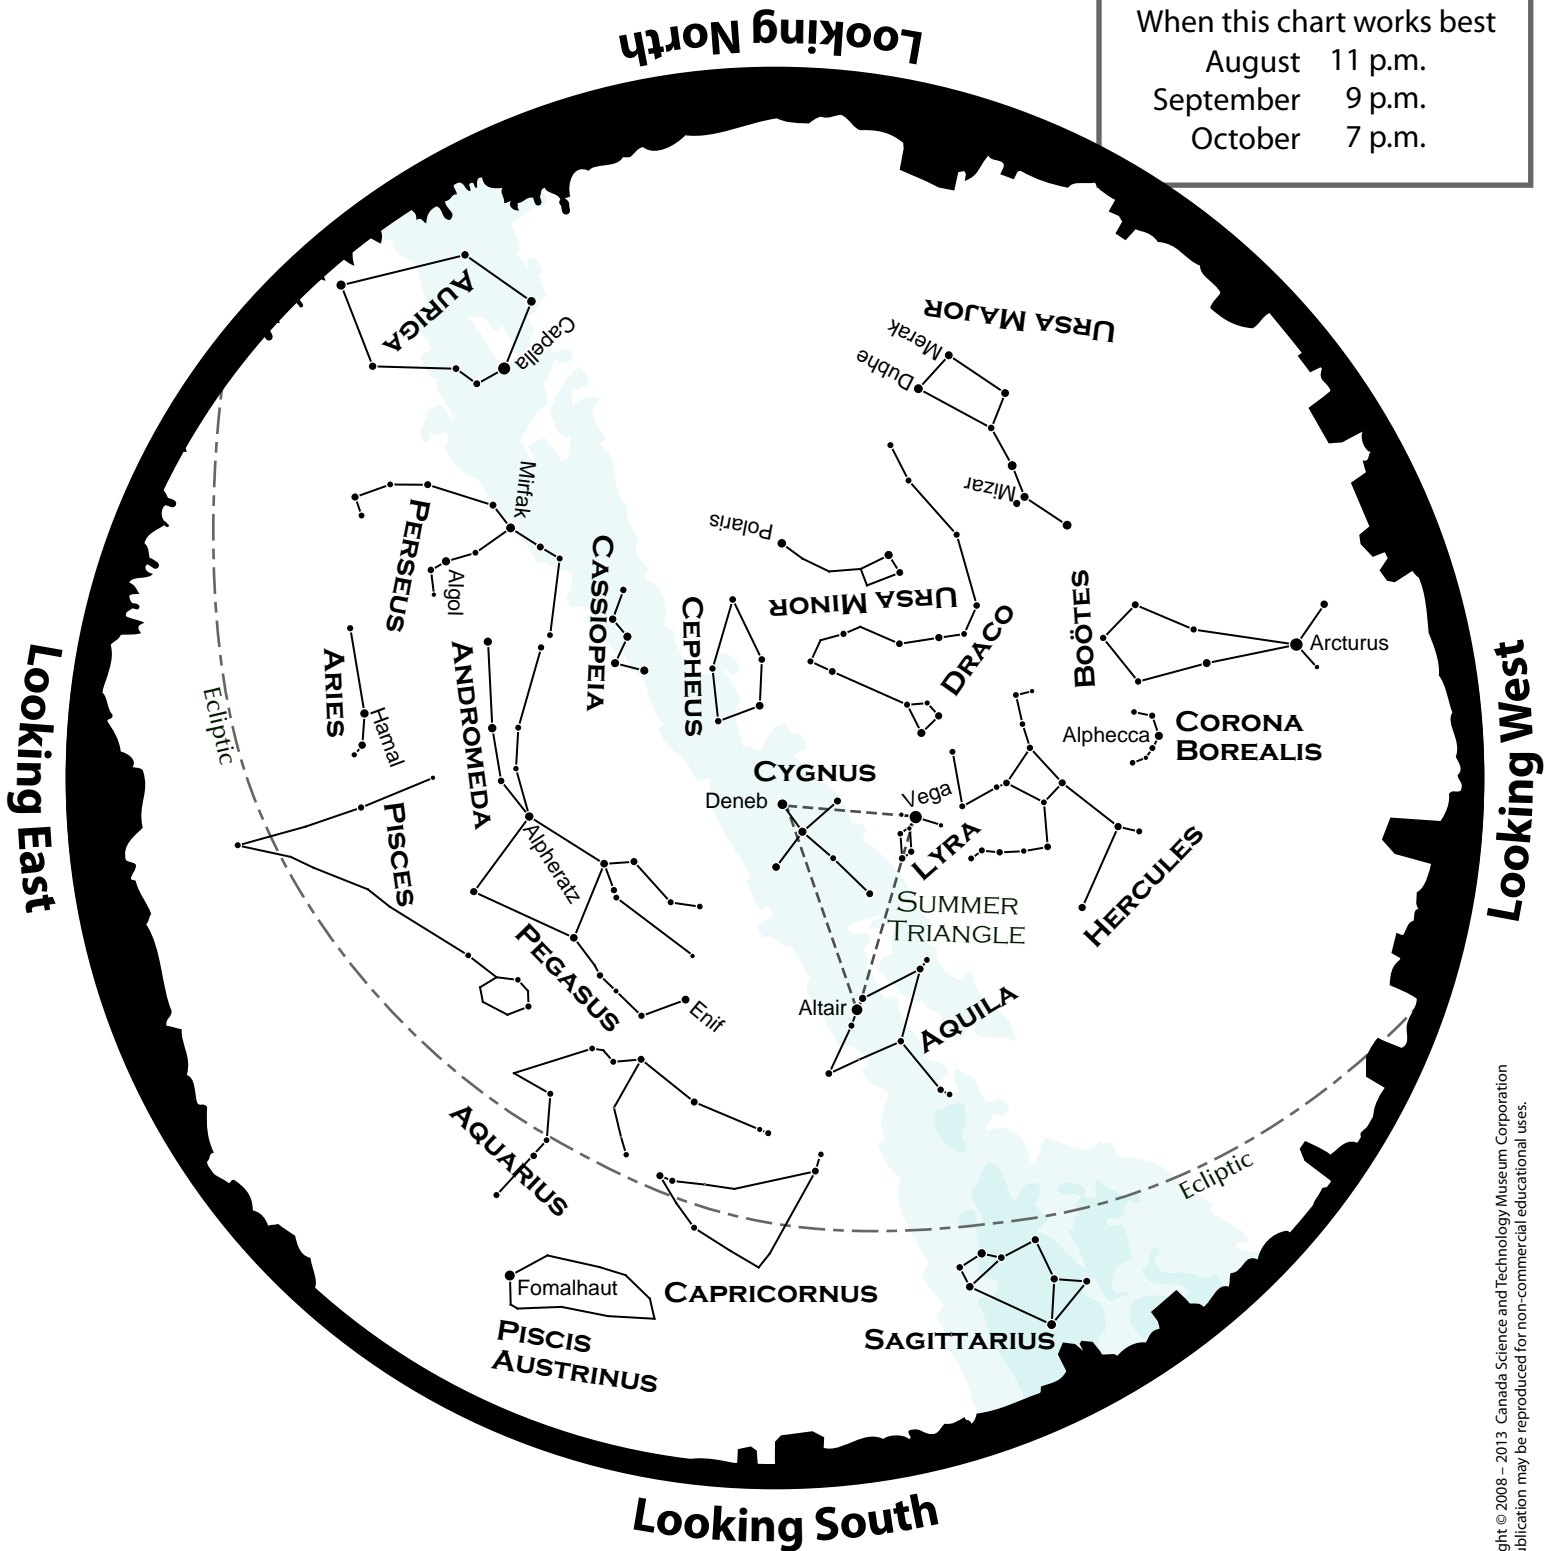 Looking North
When this chart works best
August 11 p.m.
September 9 p.m.
October 7 p.m.
AURIGA
Capella
URSA MAJOR
Merak
Dubhe
Mizar
Mirfak
PERSEUS
Algol
Polaris
URSA MINOR
CASSIOPEIA
CEPHEUS
DRACO
BOÖTES
Arcturus
ARIES
Hamal
ANDROMEDA
Ecliptic
Alphecca
CORONA
BOREALIS
Looking East
Looking West
CYGNUS
Deneb
Vega
LYRA
HERCULES
PISCES
Alpheratz
SUMMER
TRIANGLE
PEGASUS
Enif
Altair
AQUILA
AQUARIUS
Ecliptic
Fomalhaut
CAPRICORNUS
SAGITTARIUS
PISCIS
AUSTRINUS
Looking South
ght © 2008 – 2013 Canada Science and Technology Museum Corporation
ublication may be reproduced for non-commercial educational uses.